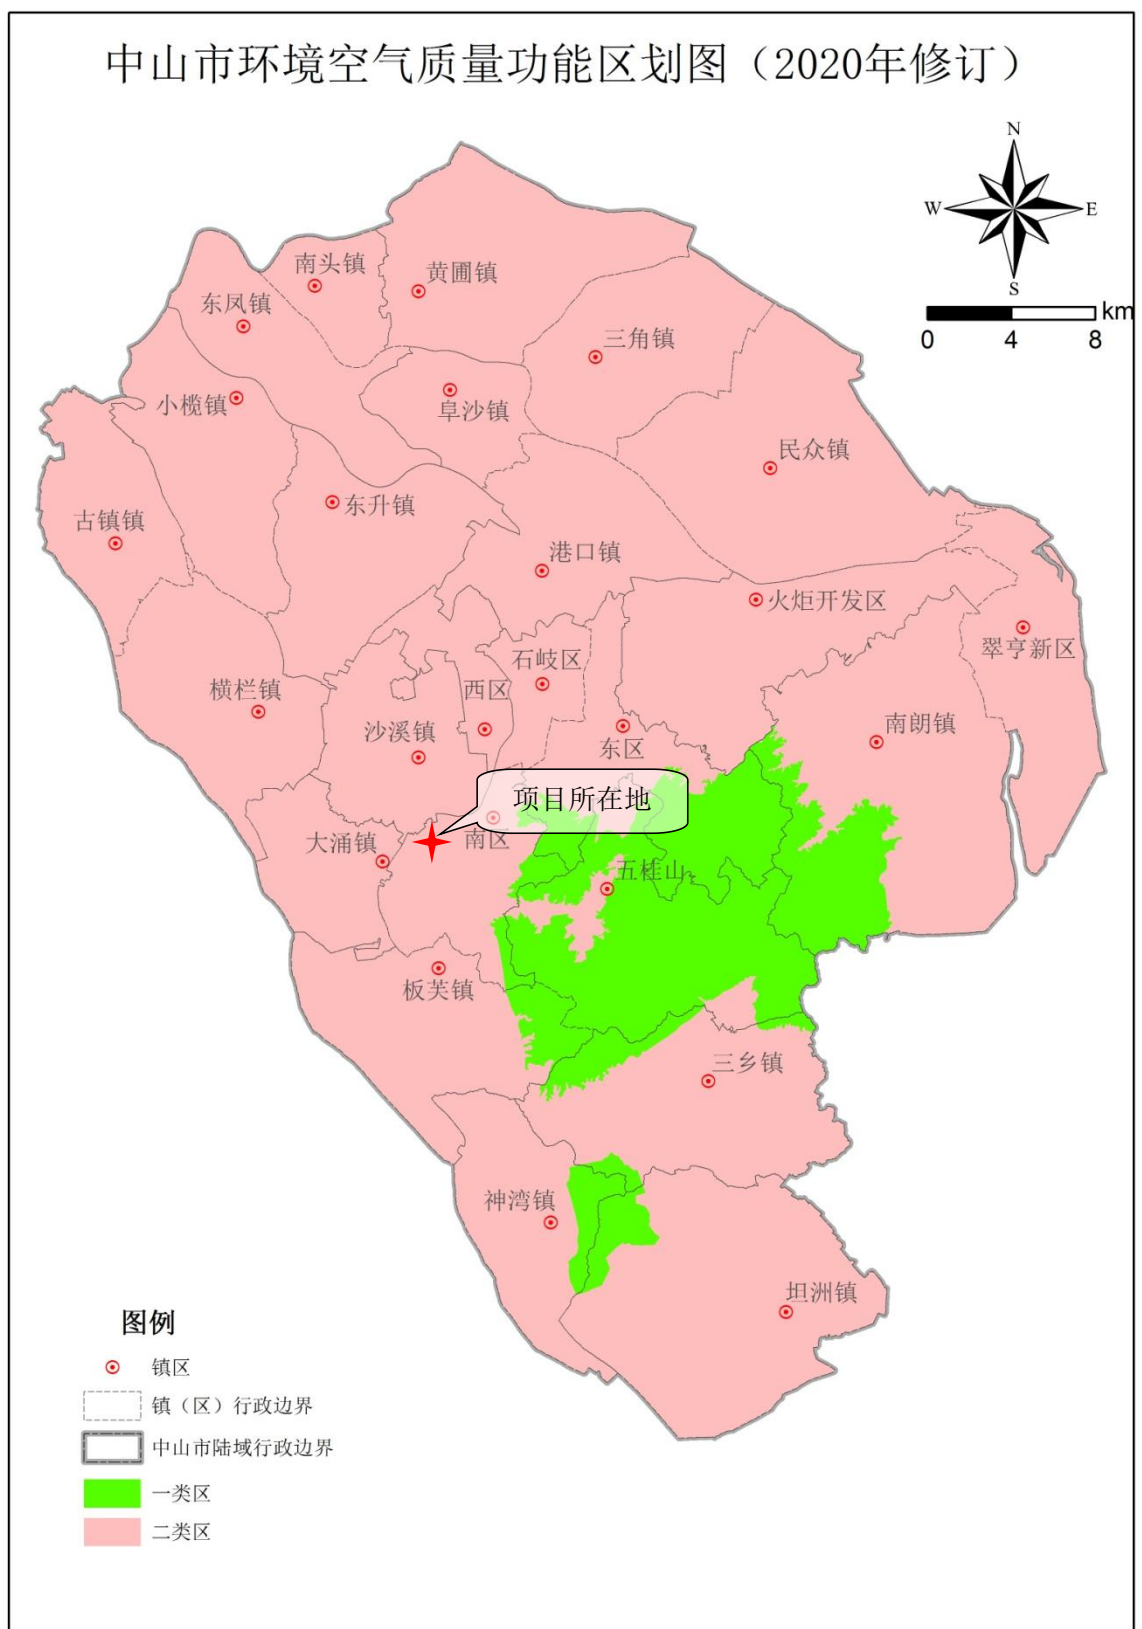 中山市环境空气质量功能区划图（2020年修订）
N
W
E
S
km
0 4 8
南头镇
黄圃镇
东凤镇
三角镇
小榄镇
阜沙镇
民众镇
东升镇
古镇镇
港口镇
火炬开发区
翠亨新区
石岐区
横栏镇
西区
沙溪镇
东区
南朗镇
项目所在地
大涌镇
南区
五桂山
板芙镇
三乡镇
神湾镇
坦洲镇
图例
镇区
镇（区）行政边界
中山市陆域行政边界
一类区
二类区